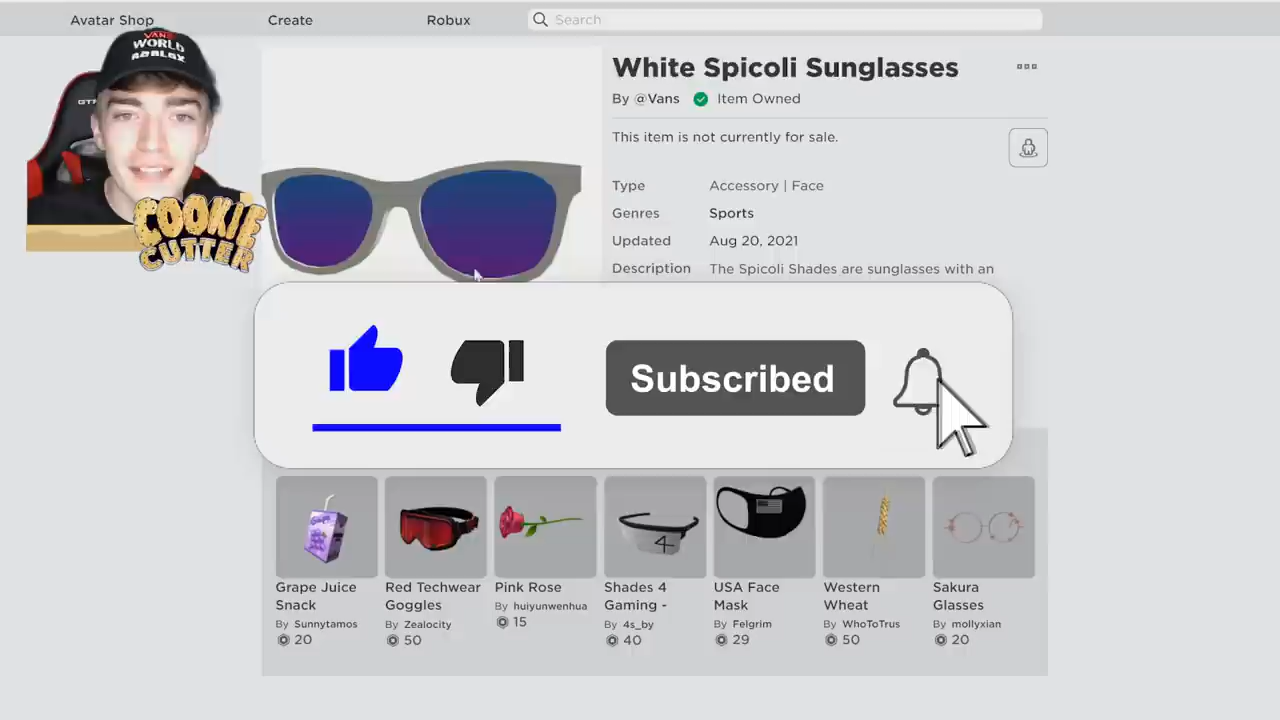 Avatar Shop
Create
Robux
Search
VANS
WORLD
ROBLOX
GT
COOKIE
CUTTER
White Spicoli Sunglasses
By @Vans
Item Owned
This item is not currently for sale.
Type
Accessory | Face
Genres
Sports
Updated
Aug 20, 2021
Description
The Spicoli Shades are sunglasses with an
Subscribed
Grape Juice
Snack
By Sunnytamos
20
Red Techwear
Goggles
By Zealocity
50
Pink Rose
By huiyunwenhua
15
4
Shades 4
Gaming -
By 4s_by
40
USA Face
Mask
By Felgrim
29
Western
Wheat
By WhoToTrus
50
Sakura
Glasses
By mollyxian
20